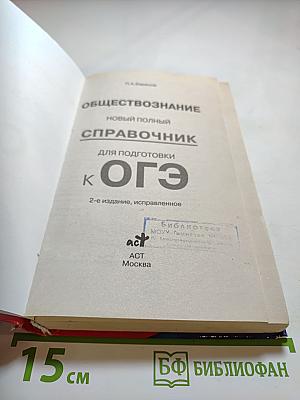 П.А. Баранов
ОБЩЕСТВОЗНАНИЕ
НОВЫЙ ПОЛНЫЙ
СПРАВОЧНИК
ДЛЯ ПОДГОТОВКИ
К ОГЭ
2-е издание, исправленное
Библиотека
МОУ
аст
АСТ
Москва
15 см
БФ БИБЛИОФАН